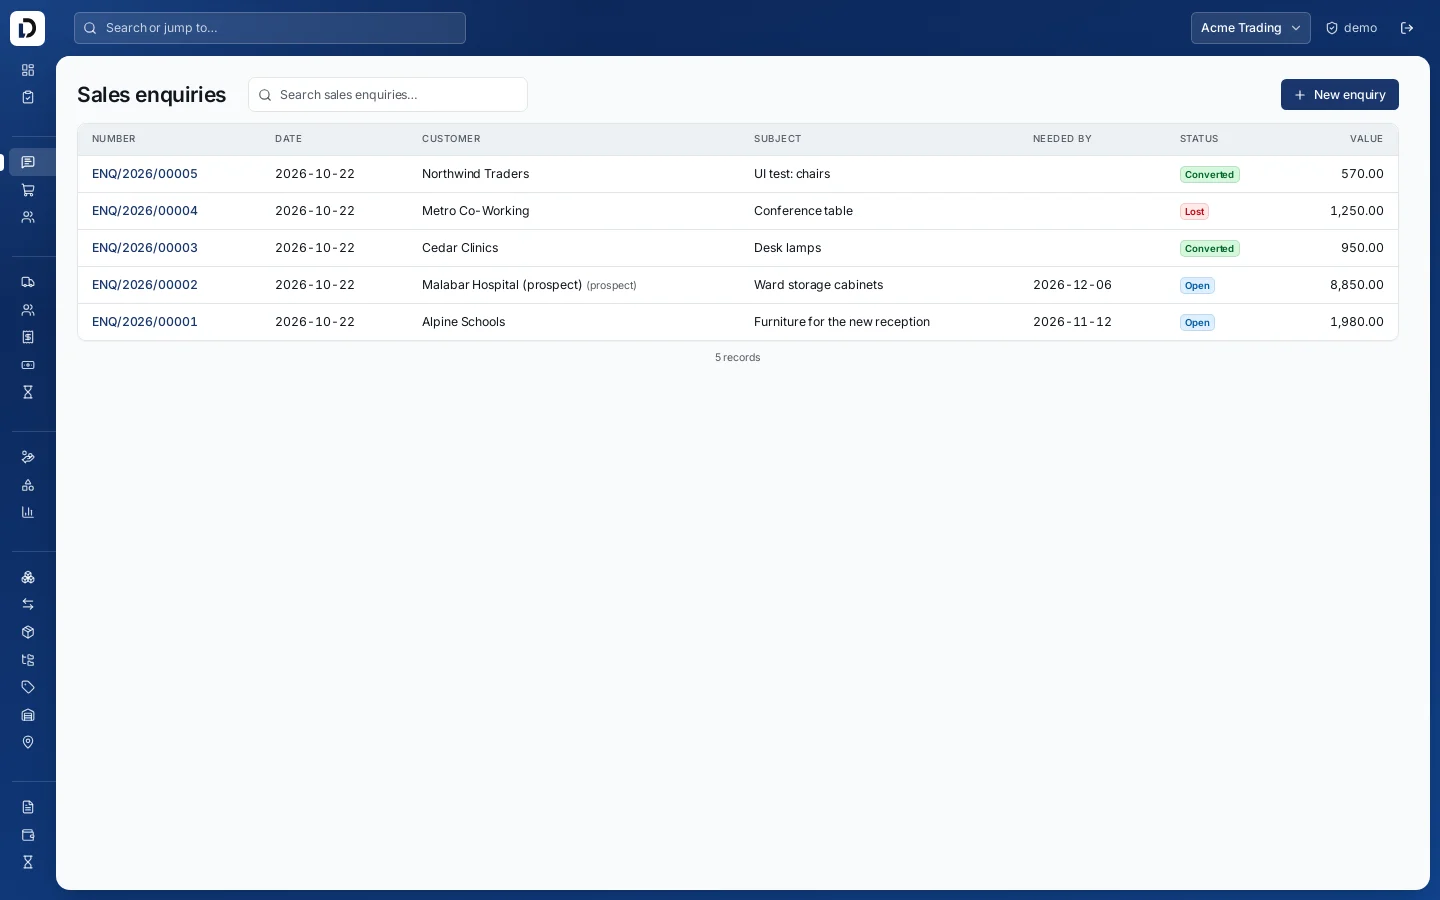 Search or jump to...
Acme Trading
demo
Sales enquiries
Search sales enquiries...
New enquiry
NUMBER DATE CUSTOMER SUBJECT NEEDED BY STATUS VALUE
ENQ/2026/00005 2026-10-22 Northwind Traders UI test: chairs Converted 570.00
ENQ/2026/00004 2026-10-22 Metro Co-Working Conference table Lost 1,250.00
ENQ/2026/00003 2026-10-22 Cedar Clinics Desk lamps Converted 950.00
ENQ/2026/00002 2026-10-22 Malabar Hospital (prospect) (prospect) Ward storage cabinets 2026-12-06 Open 8,850.00
ENQ/2026/00001 2026-10-22 Alpine Schools Furniture for the new reception 2026-11-12 Open 1,980.00
5 records